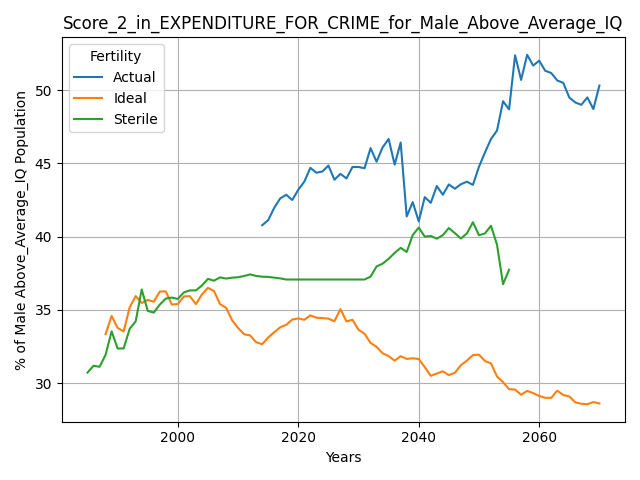 Score_2_in_EXPENDITURE_FOR_CRIME_for_Male_Above_Average_IQ
Fertility
Actual
Ideal
Sterile
% of Male Above_Average_IQ Population
50
45
40
35
30
2000
2020
2040
2060
Years